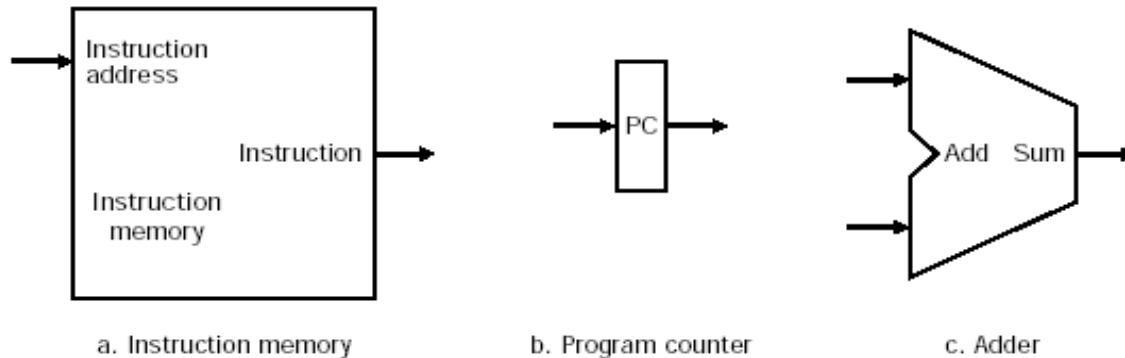 Instruction
address
Instruction
Instruction
memory
PC
Add Sum
a. Instruction memory
b. Program counter
c. Adder